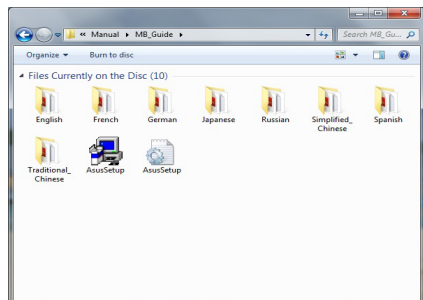 « Manual ▸ MB_Guide ▸
Search MB_Gu...
Organize ▾ Burn to disc
Files Currently on the Disc (10)
English French German Japanese Russian Simplified_ Spanish
Chinese
Traditional_ AsusSetup AsusSetup
Chinese